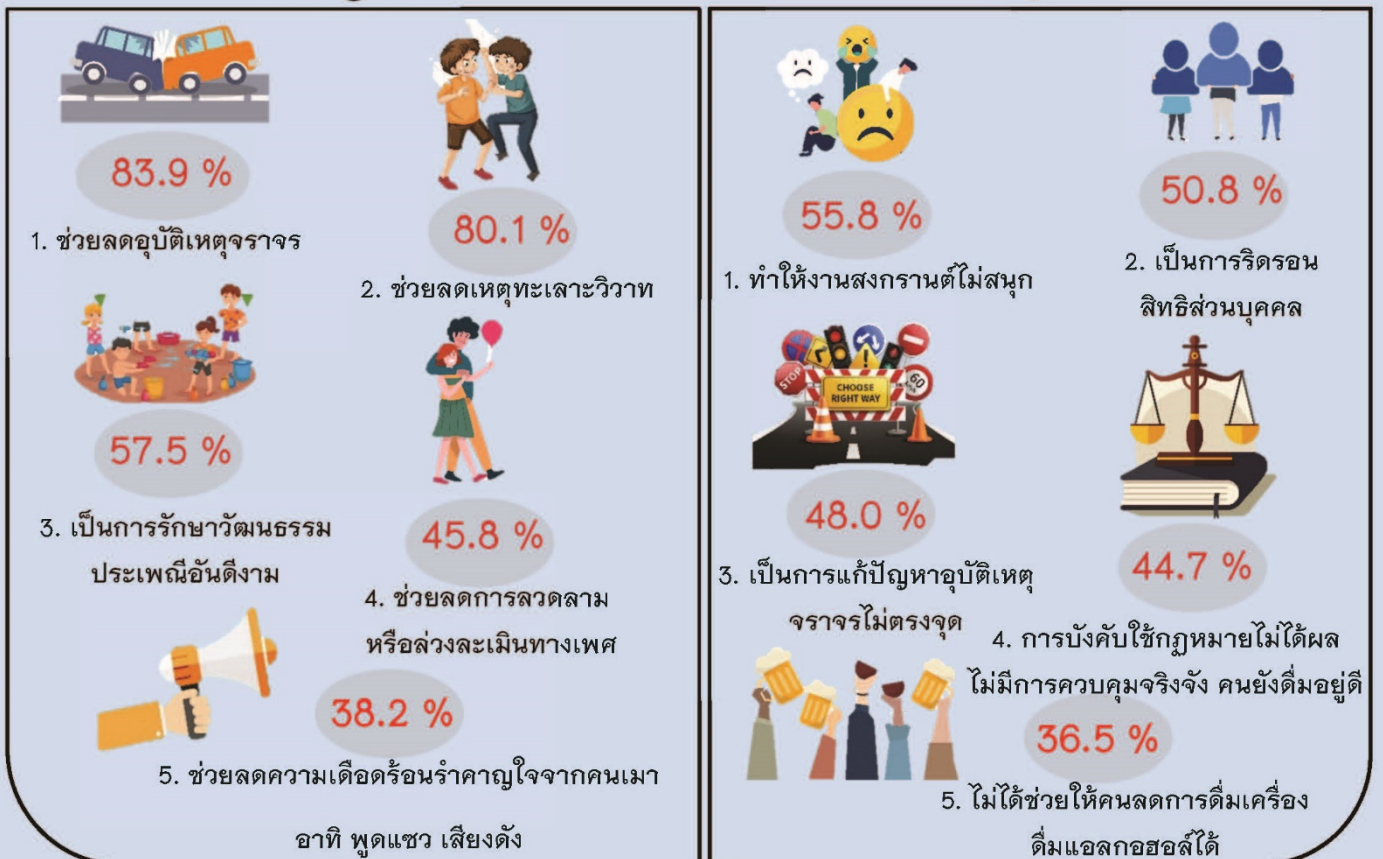 83.9 %
1. ช่วยลดอุบัติเหตุจราจร
80.1 %
2. ช่วยลดเหตุทะเลาะวิวาท
57.5 %
3. เป็นการรักษาวัฒนธรรม
ประเพณีอันดีงาม
45.8 %
4. ช่วยลดการลวดลาม
หรือล่วงละเมินทางเพศ
38.2 %
5. ช่วยลดความเดือดร้อนรำคาญใจจากคนเมา
อาทิ พูดแซว เสียงดัง
55.8 %
1. ทำให้งานสงกรานต์ไม่สนุก
50.8 %
2. เป็นการริดรอน
สิทธิส่วนบุคคล
STOP
60
CHOOSE
RIGHT WAY
48.0 %
3. เป็นการแก้ปัญหาอุบัติเหตุ
จราจรไม่ตรงจุด
44.7 %
4. การบังคับใช้กฎหมายไม่ได้ผล
ไม่มีการควบคุมจริงจัง คนยังดื่มอยู่ดี
36.5 %
5. ไม่ได้ช่วยให้คนลดการดื่มเครื่อง
ดื่มแอลกอฮอล์ได้